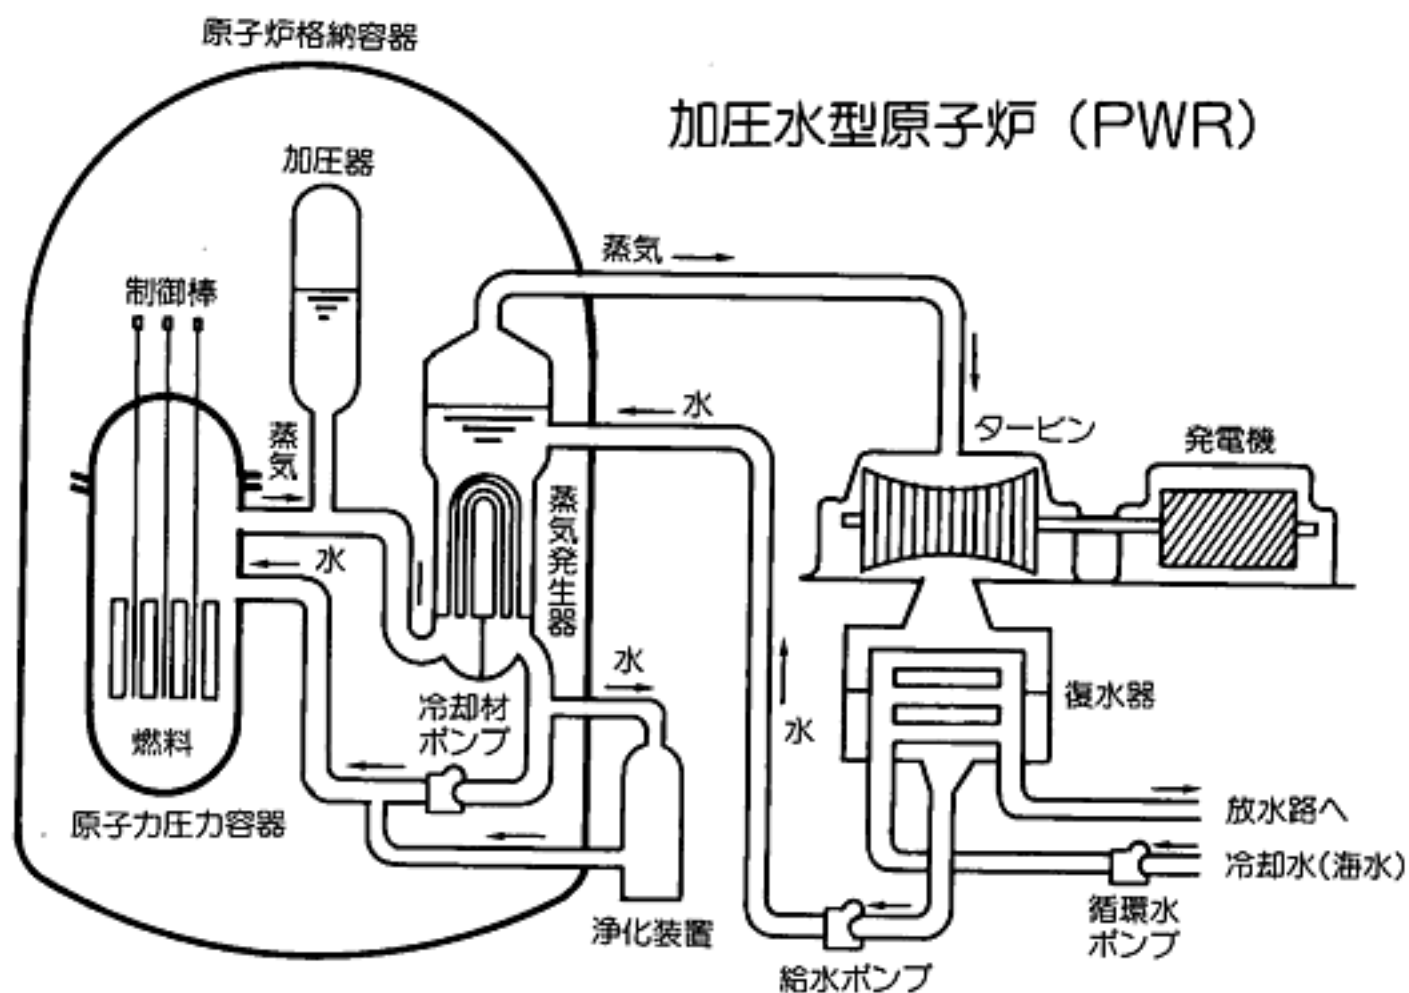 原子炉格納容器
加圧水型原子炉（PWR）
加圧器
蒸気
制御棒
水
蒸気
タービン
発電機
水
蒸気発生器
水
冷却材
ポンプ
燃料
水
復水器
原子力圧力容器
放水路へ
冷却水(海水)
浄化装置
循環水
ポンプ
給水ポンプ